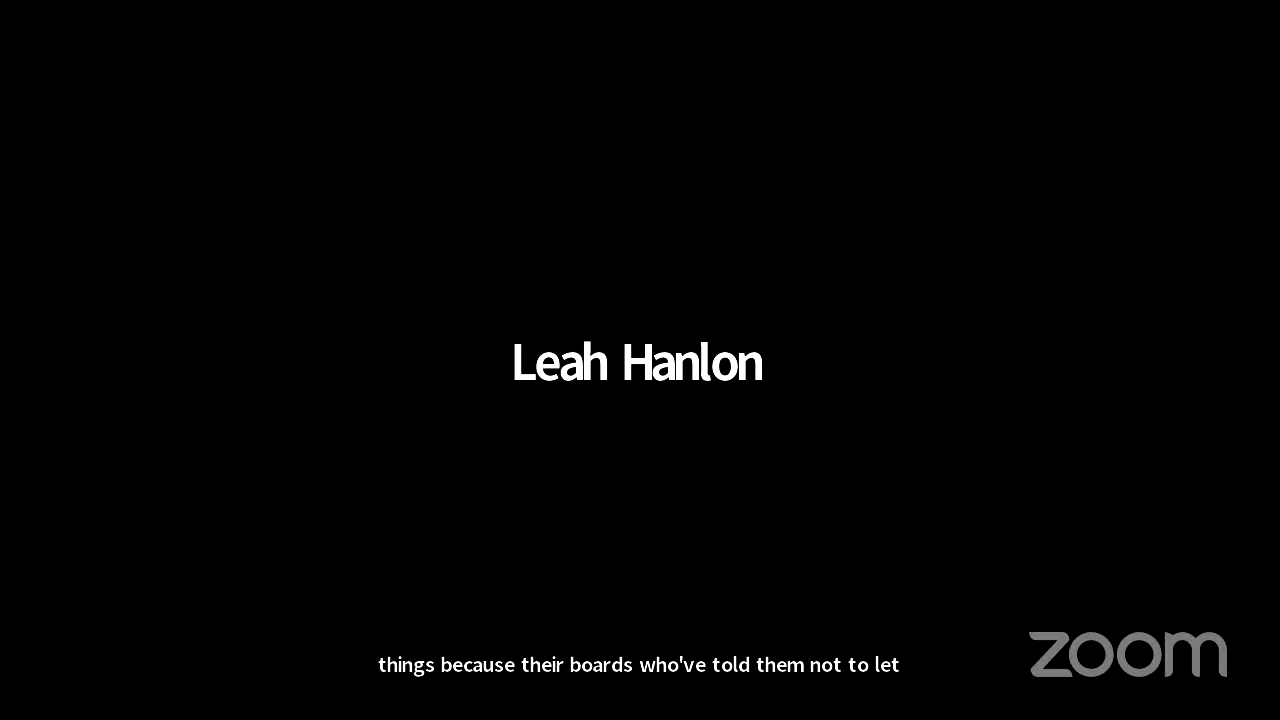 Leah Hanlon
things because their boards who've told them not to let
zoom